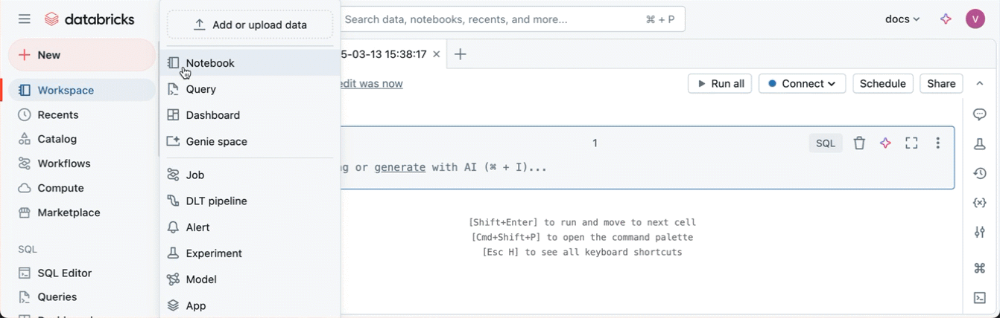 databricks
Search data, notebooks, recents, and more...
⌘ + P
docs
V
New
Workspace
Recents
Catalog
Workflows
Compute
Marketplace
SQL
SQL Editor
Queries
Add or upload data
Notebook
Query
Dashboard
Genie space
Job
DLT pipeline
Alert
Experiment
Model
App
5-03-13 15:38:17
edit was now
Run all
Connect
Schedule
Share
1
SQL
or generate with AI (⌘ + I)...
[Shift+Enter] to run and move to next cell
[Cmd+Shift+P] to open the command palette
[Esc H] to see all keyboard shortcuts